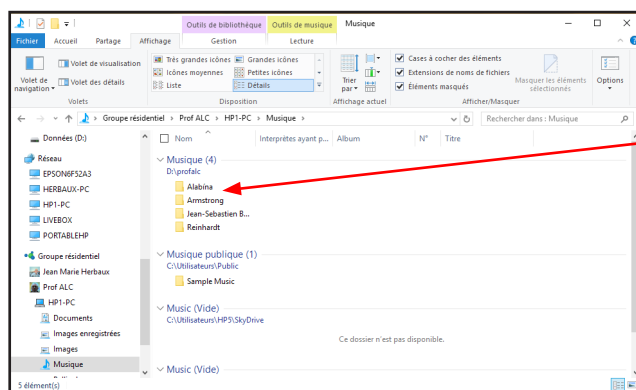 Outils de bibliothèque Outils de musique Musique
Fichier Accueil Partage Affichage Gestion Lecture
Volet de navigation
Volet de visualisation
Volet des détails
Volets
Très grandes icônes Grandes icônes
Icônes moyennes Petites icônes
Liste Détails
Disposition
Trier par
Affichage actuel
Cases à cocher des éléments
Extensions de noms de fichiers
Éléments masqués
Masquer les éléments sélectionnés
Afficher/Masquer
Options
Groupe résidentiel > Prof ALC > HP1-PC > Musique >
Rechercher dans : Musique
Données (D:)
Réseau
EPSON6F52A3
HERBAUX-PC
HP1-PC
LIVEBOX
PORTABLEHP
Groupe résidentiel
Jean Marie Herbaux
Prof ALC
HP1-PC
Documents
Images enregistrées
Images
Musique
Nom Interprètes ayant p... Album N° Titre
Musique (4)
D:\profalc
Alabína
Armstrong
Jean-Sebastien B...
Reinhardt
Musique publique (1)
C:\Utilisateurs\Public
Sample Music
Music (Vide)
C:\Utilisateurs\HP5\SkyDrive
Ce dossier n'est pas disponible.
Music (Vide)
5 élément(s)